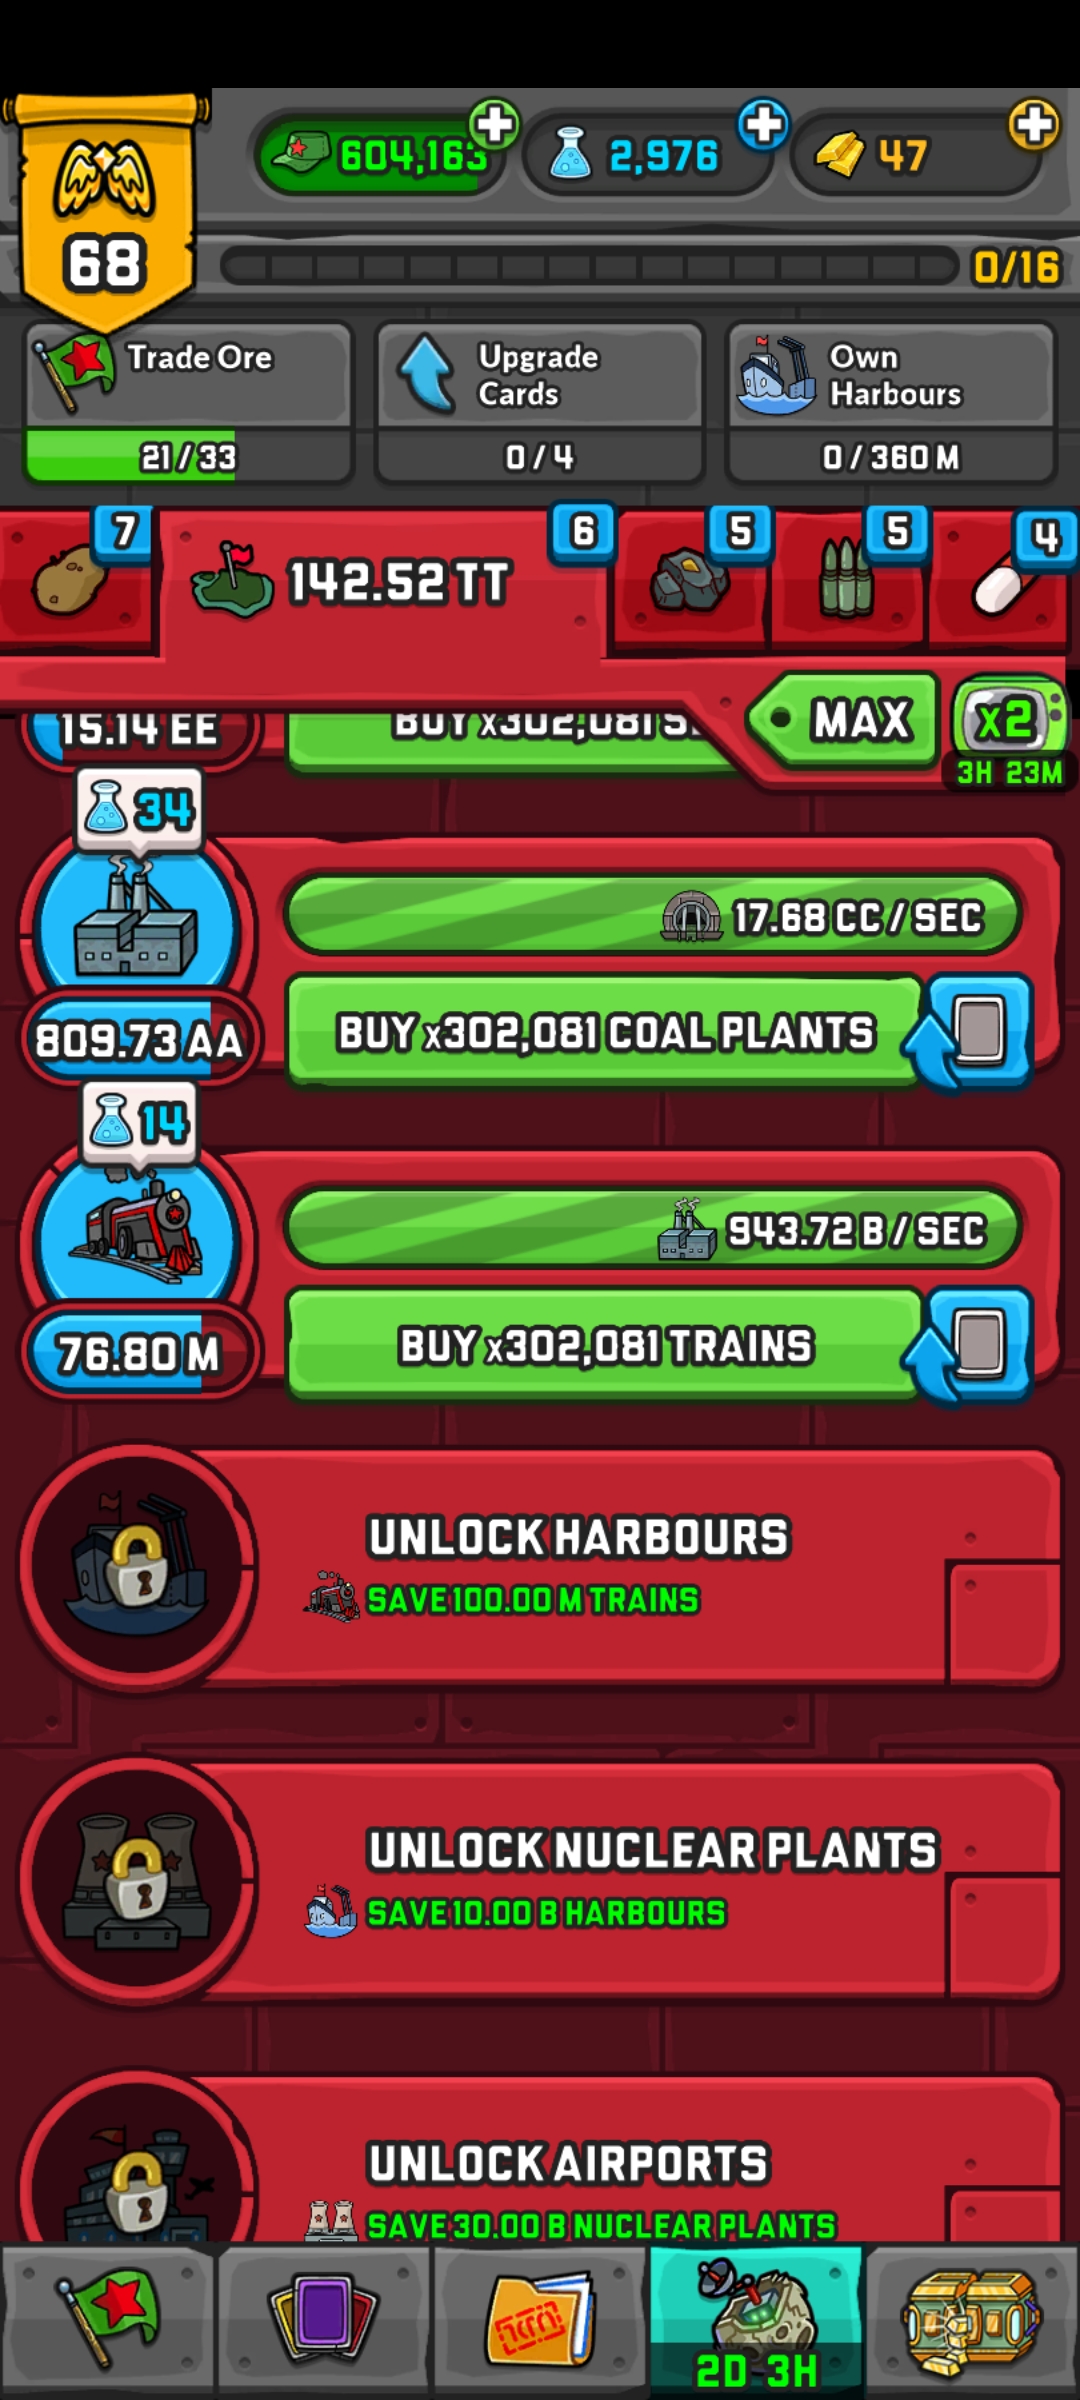 604,163
2,976
47
68
0/16
Trade Ore
21/33
Upgrade
Cards
0/4
Own
Harbours
0/360 M
7
142.52 TT
6
5
5
4
15.14 EE
BUY x302,081 S
MAX
x2
3H 23M
34
17.68 CC/SEC
809.73 AA
BUY x302,081 COAL PLANTS
14
943.72 B/SEC
76.80 M
BUY x302,081 TRAINS
UNLOCK HARBOURS
SAVE 100.00 M TRAINS
UNLOCK NUCLEAR PLANTS
SAVE 10.00 B HARBOURS
UNLOCK AIRPORTS
SAVE 30.00 B NUCLEAR PLANTS
2D 3H